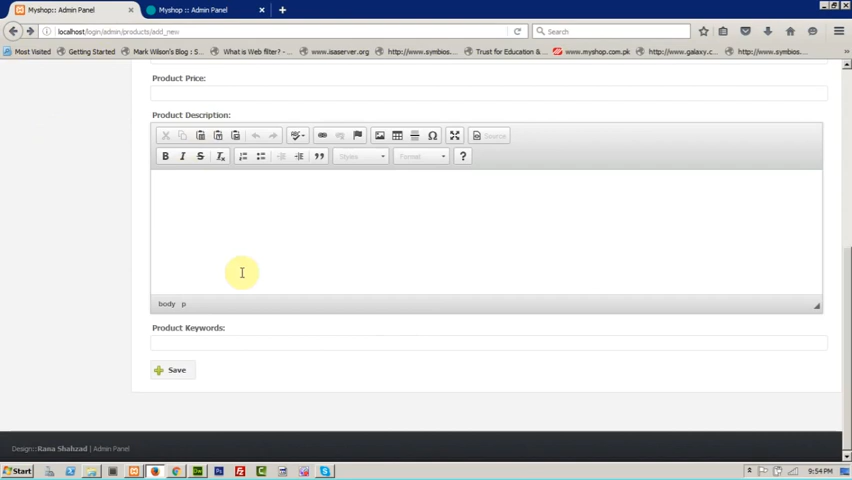 Myshop:: Admin Panel
Myshop :: Admin Panel
localhost/login/admin/products/add_new
Search
Most Visited
Getting Started
Mark Wilson's Blog : S...
What is Web filter? -...
www.isaserver.org
http://www.symbios...
Trust for Education &...
www.myshop.com.pk
http://www.galaxy.c...
http://www.symbios...
Product Price:
Product Description:
ABC
Source
B I S Tx
Styles
Format
?
body p
Product Keywords:
Save
Design::Rana Shahzad | Admin Panel
Start
9:54 PM